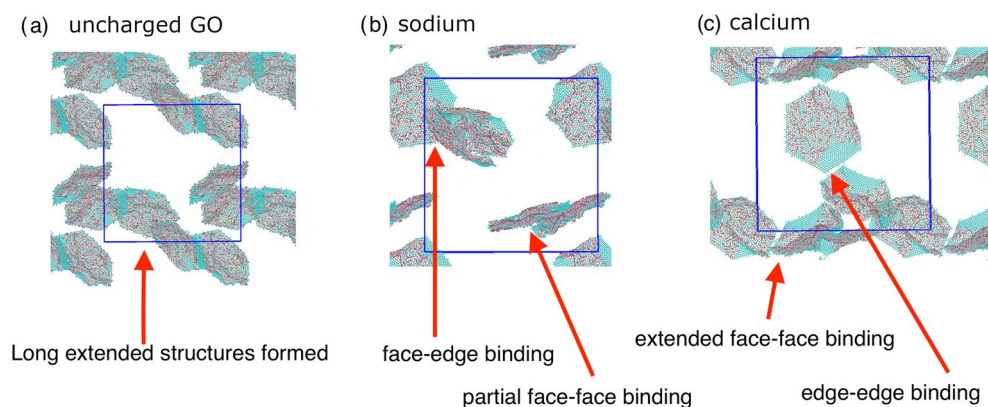 (a) uncharged GO
(b) sodium
(c) calcium
Long extended structures formed
face-edge binding
partial face-face binding
extended face-face binding
edge-edge binding